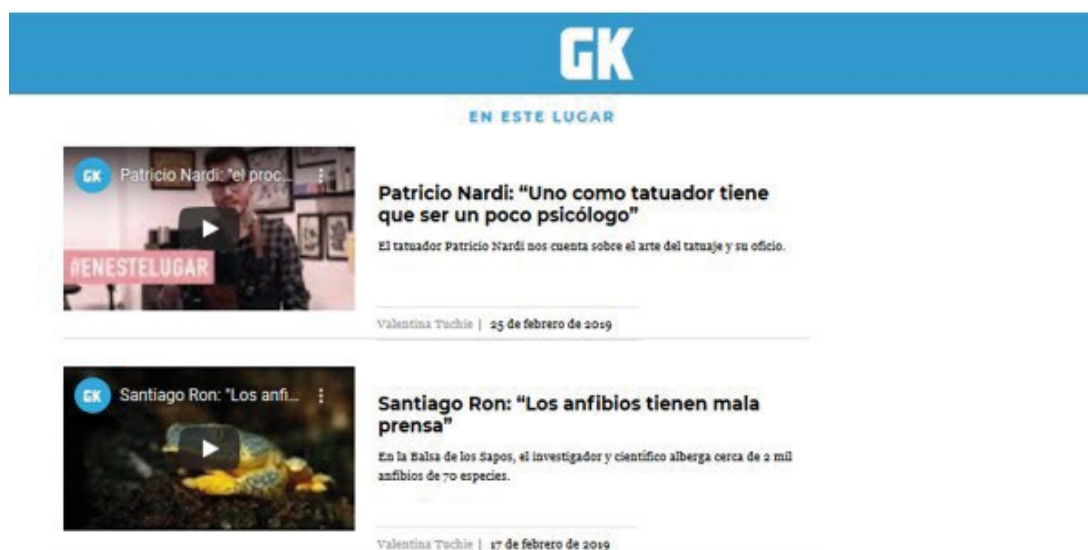 GK
EN ESTE LUGAR
GK Patricio Nardi: "el proc...
#ENESTELUGAR
Patricio Nardi: “Uno como tatuador tiene
que ser un poco psicólogo”
El tatuador Patricio Nardi nos cuenta sobre el arte del tatuaje y su oficio.
Valentina Tuchie | 25 de febrero de 2019
GK Santiago Ron: "Los anfi...
Santiago Ron: “Los anfibios tienen mala
prensa”
En la Balsa de los Sapos, el investigador y científico alberga cerca de 2 mil
anfibios de 70 especies.
Valentina Tuchie | 17 de febrero de 2019